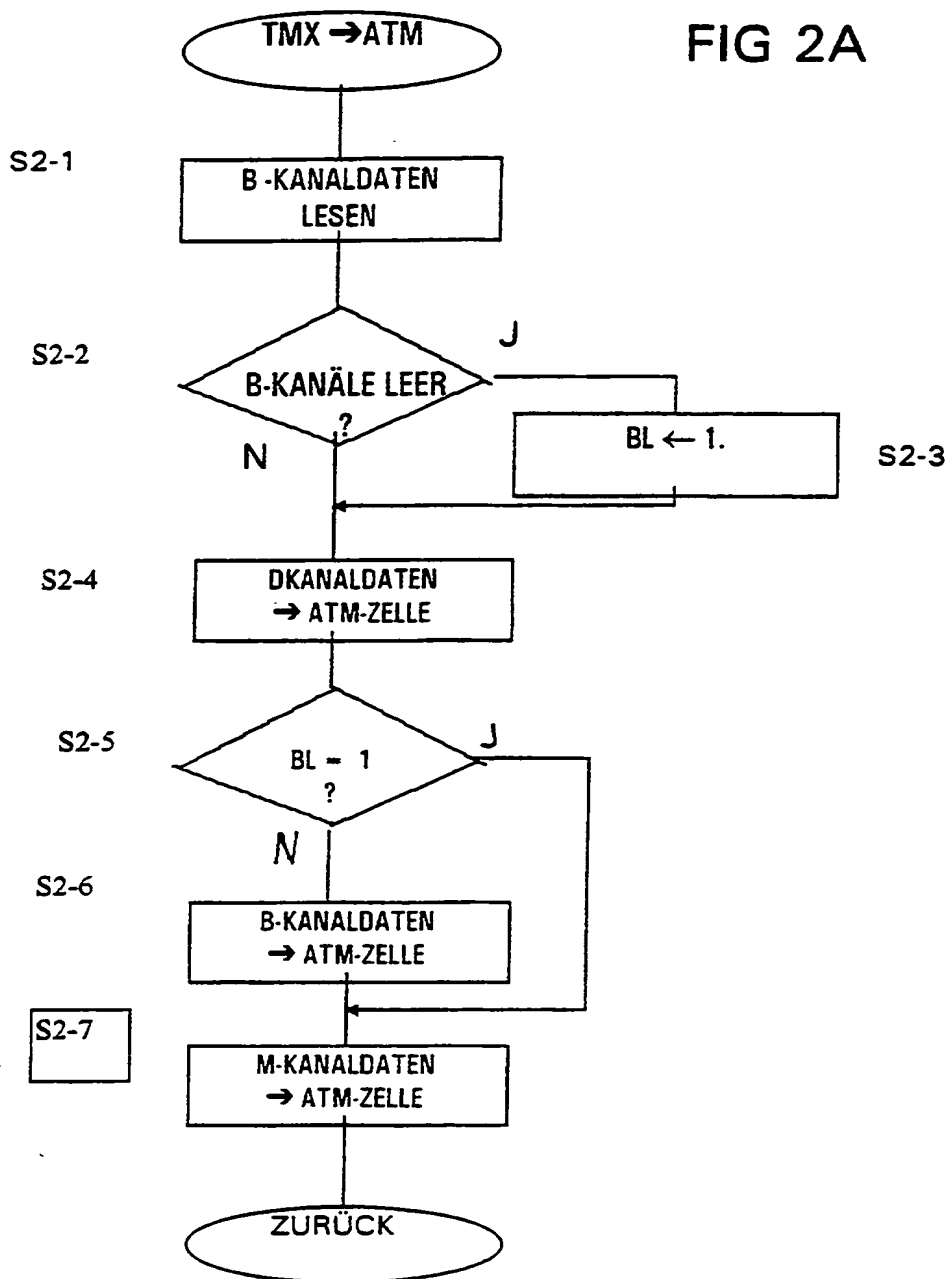 TMX → ATM
FIG 2A
S2-1
B -KANALDATEN
LESEN
S2-2
J
B-KANÄLE LEER
?
N
BL ← 1.
S2-3
S2-4
DKANALDATEN
→ ATM-ZELLE
S2-5
J
BL = 1
?
N
S2-6
B-KANALDATEN
→ ATM-ZELLE
S2-7
M-KANALDATEN
→ ATM-ZELLE
ZURÜCK